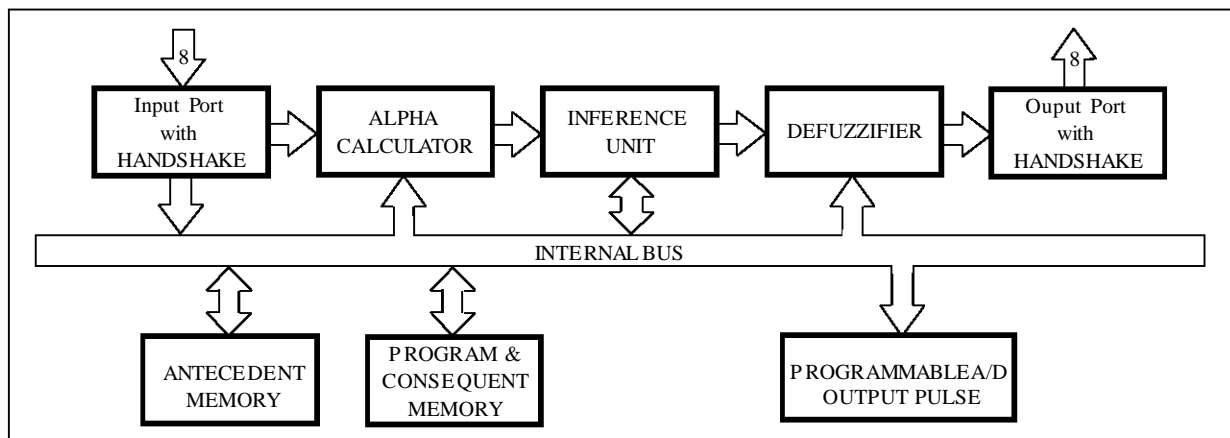 8
8
Input Port
with
HANDSHAKE
ALPHA
CALCULATOR
INFERENCE
UNIT
DEFUZZIFIER
Ouput Port
with
HANDSHAKE
INTERNAL BUS
ANTECEDENT
MEMORY
PROGRAM &
CONSEQUENT
MEMORY
PROGRAMMABLE A/D
OUTPUT PULSE